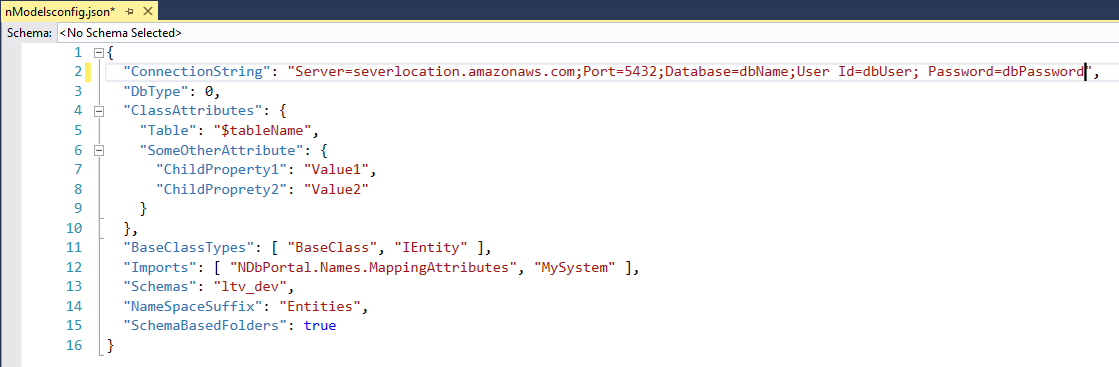 nModelsconfig.json*
Schema: <No Schema Selected>
1 {
2 "ConnectionString": "Server=severlocation.amazonaws.com;Port=5432;Database=dbName;User Id=dbUser; Password=dbPassword",
3 "DbType": 0,
4 "ClassAttributes": {
5 "Table": "$tableName",
6 "SomeOtherAttribute": {
7 "ChildProperty1": "Value1",
8 "ChildProprety2": "Value2"
9 }
10 },
11 "BaseClassTypes": [ "BaseClass", "IEntity" ],
12 "Imports": [ "NDbPortal.Names.MappingAttributes", "MySystem" ],
13 "Schemas": "ltv_dev",
14 "NameSpaceSuffix": "Entities",
15 "SchemaBasedFolders": true
16 }